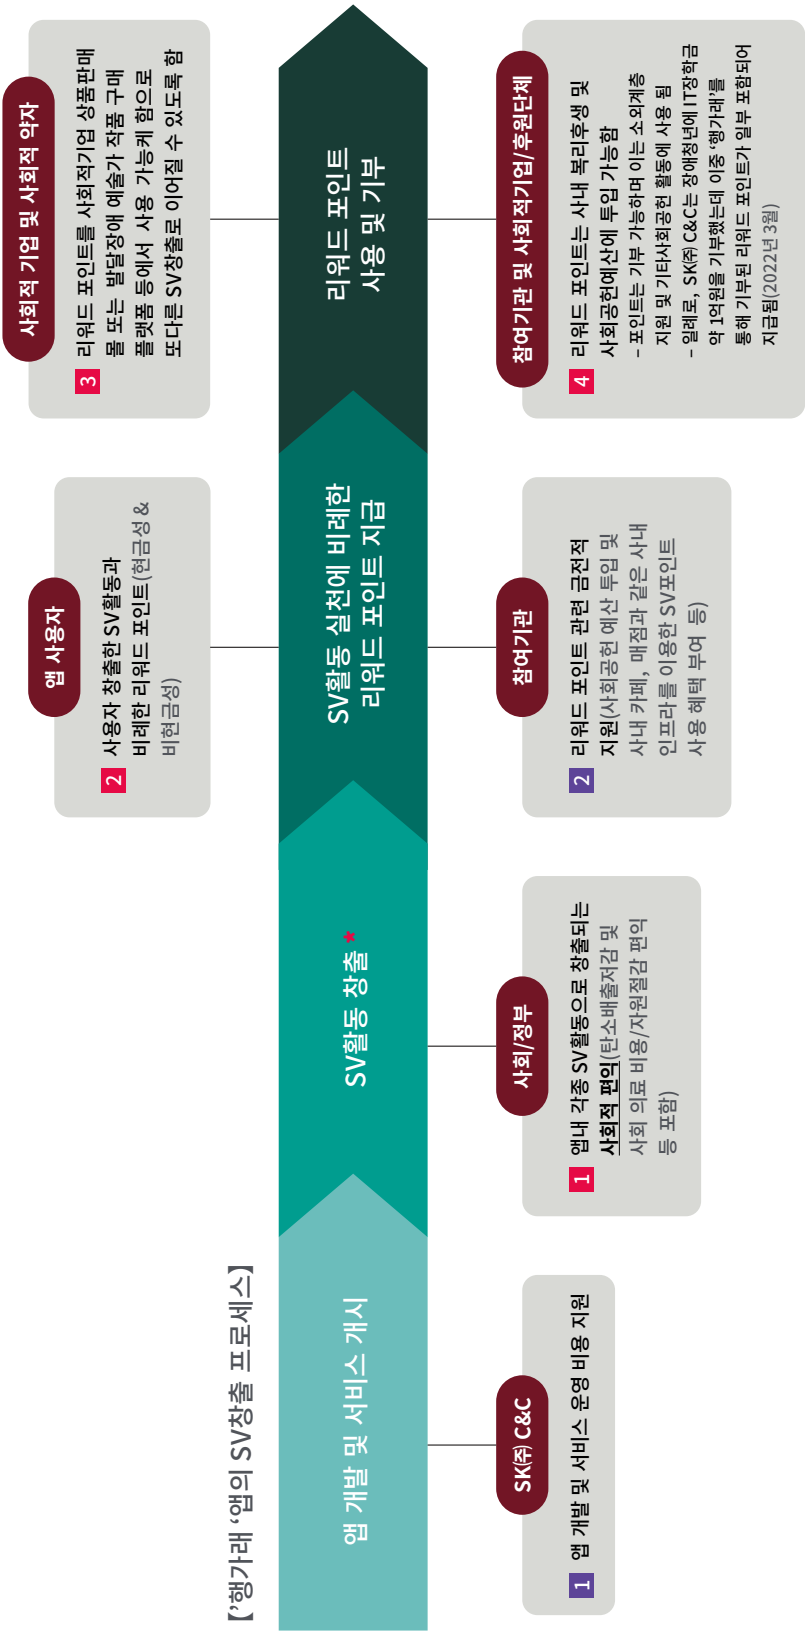 ['행가래 ‘앱의 SV창출 프로세스]
앱 개발 및 서비스 개시
SV활동 창출 ★
SV활동 실천에 비례한
리워드 포인트 지급
리워드 포인트
사용 및 기부
앱 사용자
2 사용자 창출한 SV활동과
비례한 리워드 포인트(현금성 &
비현금성)
사회적 기업 및 사회적 약자
3 리워드 포인트를 사회적기업 상품판매
몰 또는 발달장애 예술가 작품 구매
플랫폼 등에서 사용 가능케 함으로
또다른 SV창출로 이어질 수 있도록 함
SK㈜ C&C
1 앱 개발 및 서비스 운영 비용 지원
사회/정부
1 앱내 각종 SV활동으로 창출되는
사회적 편익(탄소배출저감 및
사회 의료 비용/자원절감 편익
등 포함)
참여기관
2 리워드 포인트 관련 금전적
지원(사회공헌 예산 투입 및
사내 카페, 매점과 같은 사내
인프라를 이용한 SV포인트
사용 혜택 부여 등)
참여기관 및 사회적기업/후원단체
4 리워드 포인트는 사내 복리후생 및
사회공헌예산에 투입 가능함
- 포인트는 기부 가능하며 이는 소외계층
지원 및 기타사회공헌 활동에 사용 됨
- 일례로, SK㈜ C&C는 장애청년에 IT장학금
약 1억원을 기부했는데 이중 ‘행가래’를
통해 기부된 리워드 포인트가 일부 포함되어
지급됨(2022년 3월)